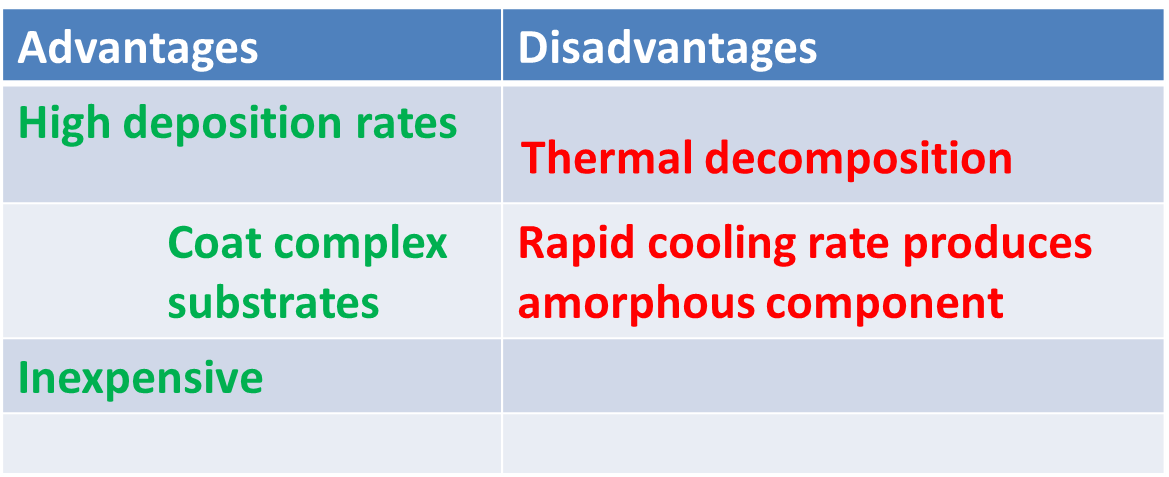 Advantages
Disadvantages
High deposition rates
Thermal decomposition
Coat complex
substrates
Rapid cooling rate produces
amorphous component
Inexpensive